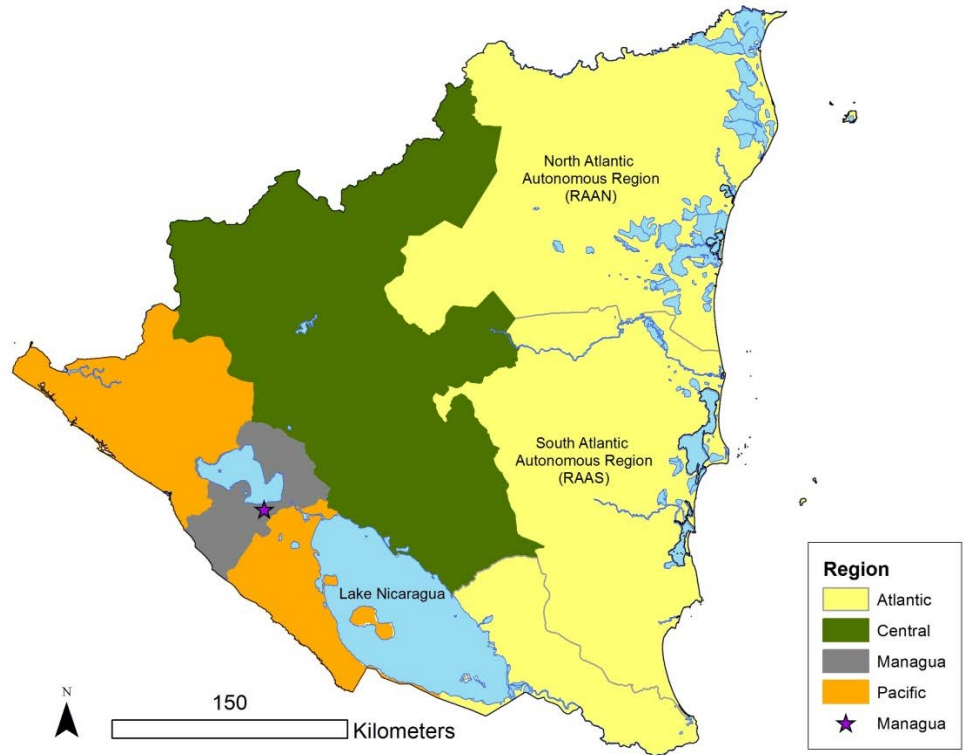 North Atlantic
Autonomous Region
(RAAN)
South Atlantic
Autonomous Region
(RAAS)
Lake Nicaragua
Region
Atlantic
Central
Managua
Pacific
Managua
N
150
Kilometers